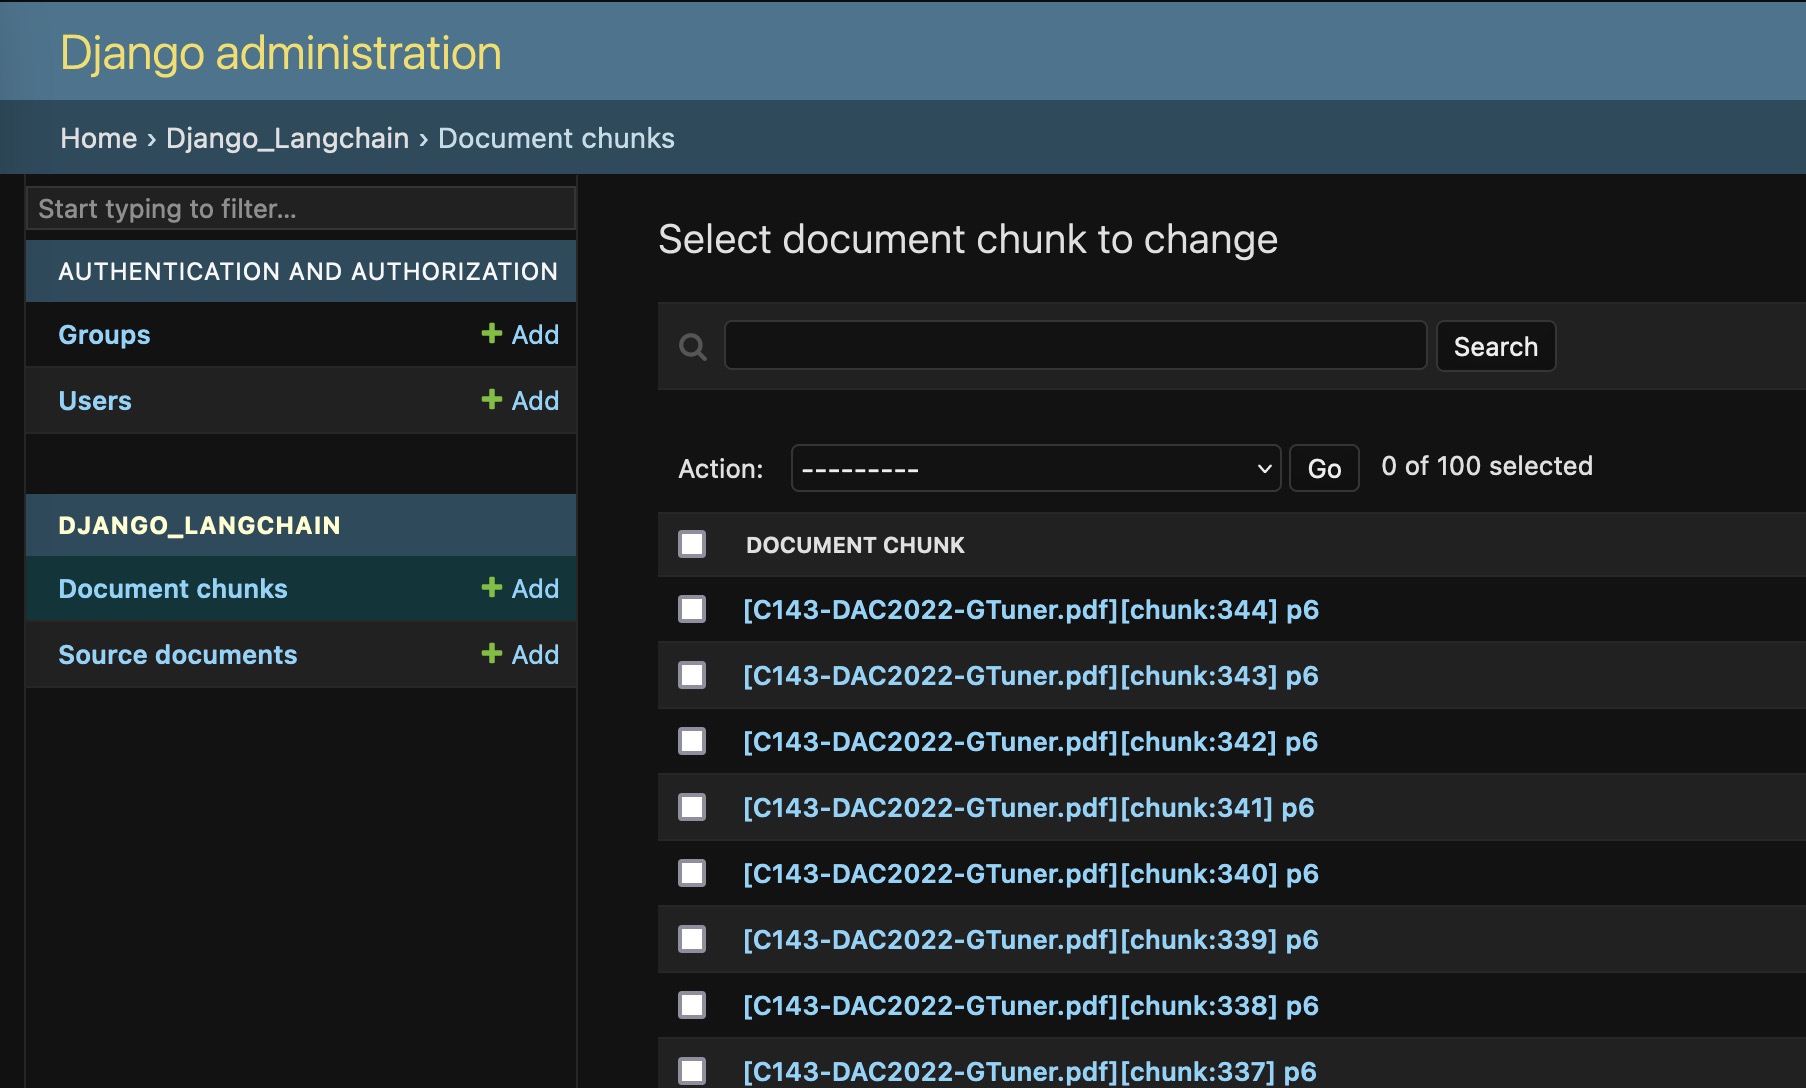 Django administration
Home › Django_Langchain › Document chunks
Start typing to filter...
AUTHENTICATION AND AUTHORIZATION
Groups + Add
Users + Add
DJANGO_LANGCHAIN
Document chunks + Add
Source documents + Add
Select document chunk to change
Search
Action: --------- Go 0 of 100 selected
DOCUMENT CHUNK
[C143-DAC2022-GTuner.pdf][chunk:344] p6
[C143-DAC2022-GTuner.pdf][chunk:343] p6
[C143-DAC2022-GTuner.pdf][chunk:342] p6
[C143-DAC2022-GTuner.pdf][chunk:341] p6
[C143-DAC2022-GTuner.pdf][chunk:340] p6
[C143-DAC2022-GTuner.pdf][chunk:339] p6
[C143-DAC2022-GTuner.pdf][chunk:338] p6
[C143-DAC2022-GTuner.pdf][chunk:337] p6